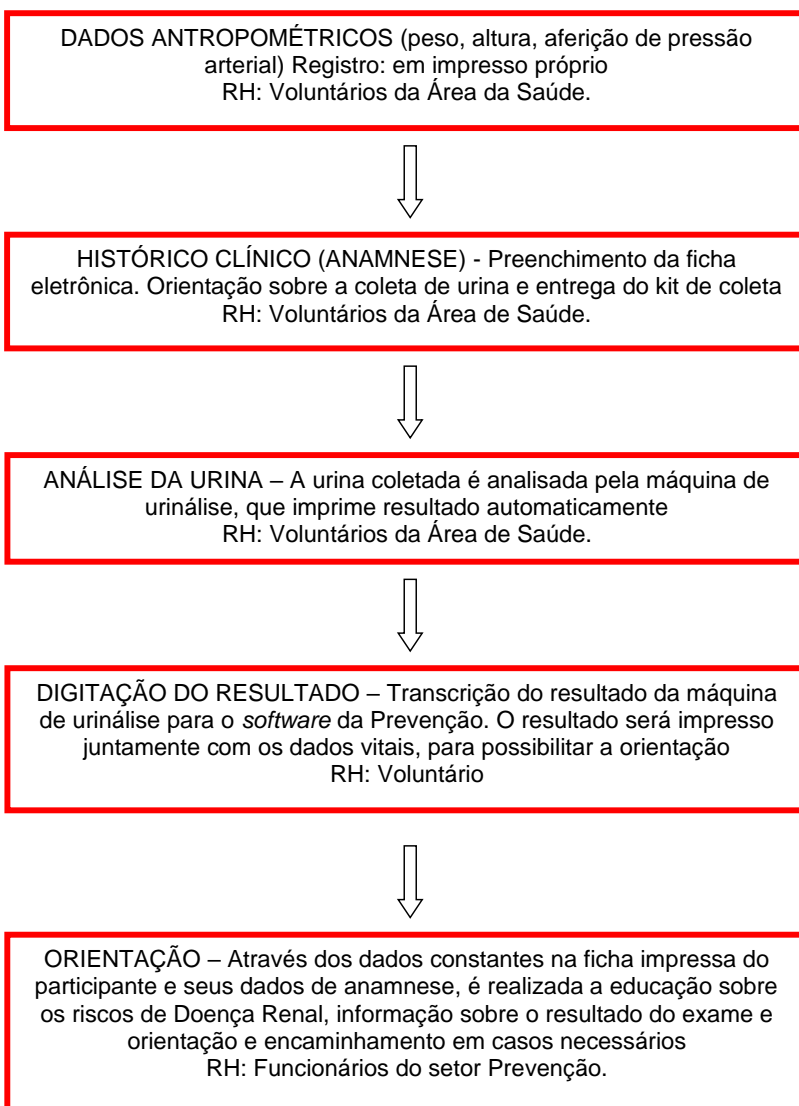 DADOS ANTROPOMÉTRICOS (peso, altura, aferição de pressão
arterial) Registro: em impresso próprio
RH: Voluntários da Área da Saúde.
HISTÓRICO CLÍNICO (ANAMNESE) - Preenchimento da ficha
eletrônica. Orientação sobre a coleta de urina e entrega do kit de coleta
RH: Voluntários da Área de Saúde.
ANÁLISE DA URINA – A urina coletada é analisada pela máquina de
urinálise, que imprime resultado automaticamente
RH: Voluntários da Área de Saúde.
DIGITAÇÃO DO RESULTADO – Transcrição do resultado da máquina
de urinálise para o software da Prevenção. O resultado será impresso
juntamente com os dados vitais, para possibilitar a orientação
RH: Voluntário
ORIENTAÇÃO – Através dos dados constantes na ficha impressa do
participante e seus dados de anamnese, é realizada a educação sobre
os riscos de Doença Renal, informação sobre o resultado do exame e
orientação e encaminhamento em casos necessários
RH: Funcionários do setor Prevenção.